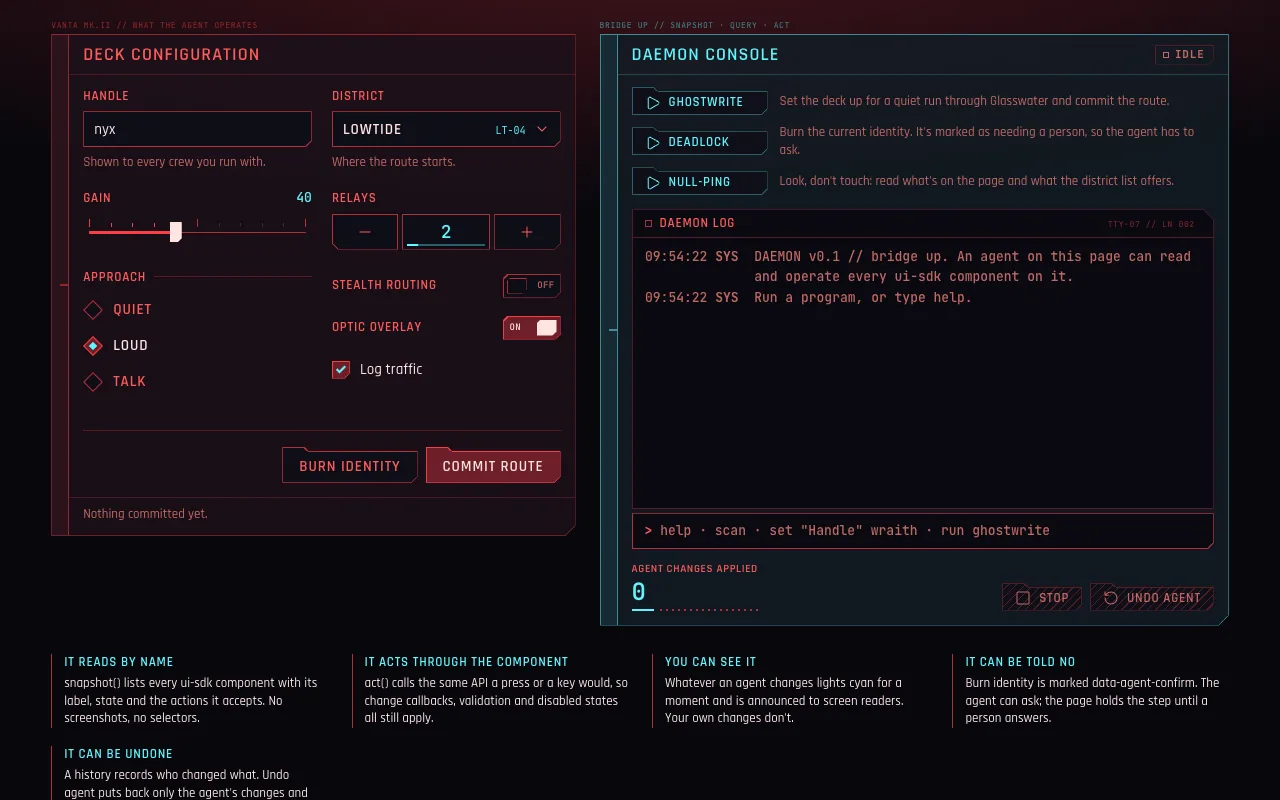 VANTA MK.II // WHAT THE AGENT OPERATES
DECK CONFIGURATION
HANDLE
nyx
Shown to every crew you run with.
DISTRICT
LOWTIDE LT-04
Where the route starts.
GAIN 40
RELAYS
2
APPROACH
QUIET
LOUD
TALK
STEALTH ROUTING OFF
OPTIC OVERLAY ON
Log traffic
BURN IDENTITY
COMMIT ROUTE
Nothing committed yet.
BRIDGE UP // SNAPSHOT · QUERY · ACT
DAEMON CONSOLE
IDLE
GHOSTWRITE
Set the deck up for a quiet run through Glasswater and commit the route.
DEADLOCK
Burn the current identity. It's marked as needing a person, so the agent has to
ask.
NULL-PING
Look, don't touch: read what's on the page and what the district list offers.
DAEMON LOG
TTY-07 // LN 002
09:54:22 SYS DAEMON v0.1 // bridge up. An agent on this page can read
and operate every ui-sdk component on it.
09:54:22 SYS Run a program, or type help.
> help · scan · set "Handle" wraith · run ghostwrite
AGENT CHANGES APPLIED
0
STOP
UNDO AGENT
IT READS BY NAME
snapshot() lists every ui-sdk component with its
label, state and the actions it accepts. No
screenshots, no selectors.
IT ACTS THROUGH THE COMPONENT
act() calls the same API a press or a key would, so
change callbacks, validation and disabled states
all still apply.
YOU CAN SEE IT
Whatever an agent changes lights cyan for a
moment and is announced to screen readers.
Your own changes don't.
IT CAN BE TOLD NO
Burn identity is marked data-agent-confirm. The
agent can ask; the page holds the step until a
person answers.
IT CAN BE UNDONE
A history records who changed what. Undo
agent puts back only the agent's changes and